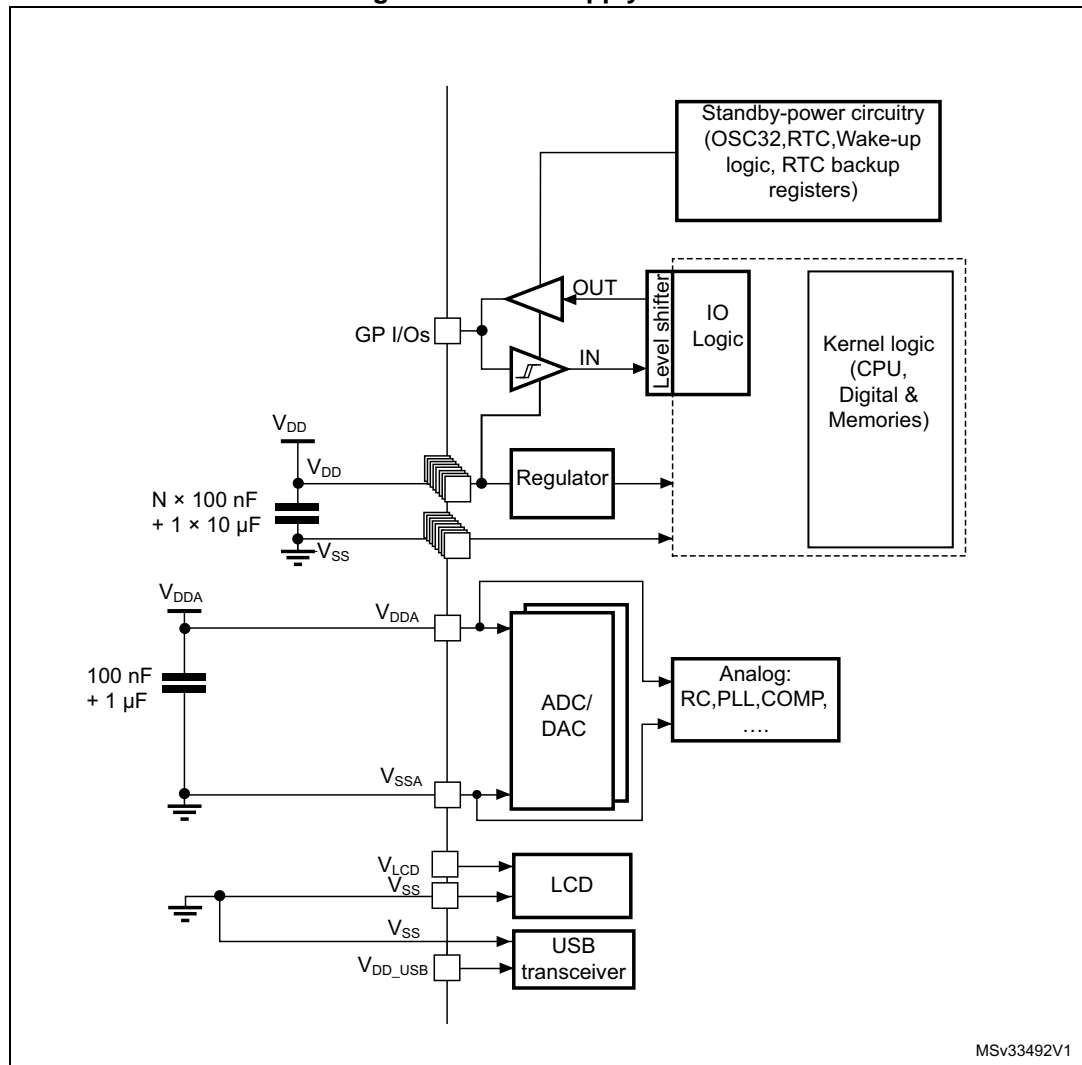 Standby-power circuitry
(OSC32,RTC,Wake-up
logic, RTC backup
registers)
OUT
Level shifter
IO
Logic
GP I/Os
IN
Kernel logic
(CPU,
Digital &
Memories)
VDD
VDD
Regulator
N × 100 nF
+ 1 × 10 µF
VSS
VDDA
VDDA
100 nF
+ 1 µF
ADC/
DAC
Analog:
RC,PLL,COMP,
....
VSSA
VLCD
VSS
LCD
VSS
USB
transceiver
VDD_USB
MSv33492V1